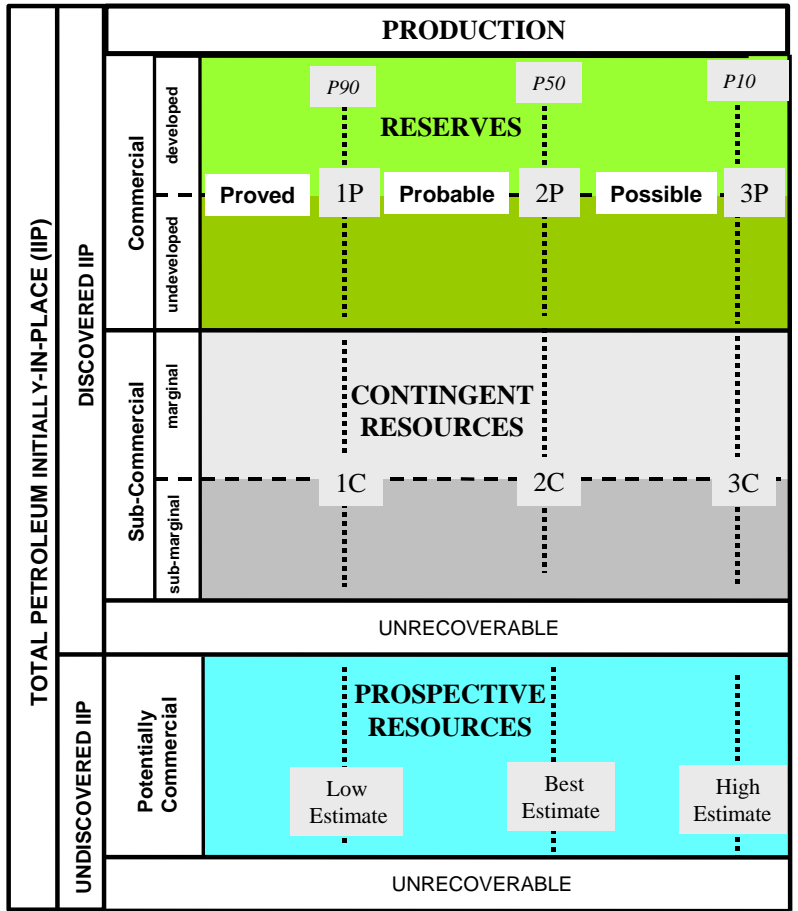 TOTAL PETROLEUM INITIALLY-IN-PLACE (IIP)
DISCOVERED IIP
UNDISCOVERED IIP
PRODUCTION
Commercial
developed
undeveloped
P90
P50
P10
RESERVES
Proved
1P
Probable
2P
Possible
3P
Sub-Commercial
marginal
sub-marginal
CONTINGENT
RESOURCES
1C
2C
3C
UNRECOVERABLE
Potentially
Commercial
PROSPECTIVE
RESOURCES
Low
Estimate
Best
Estimate
High
Estimate
UNRECOVERABLE